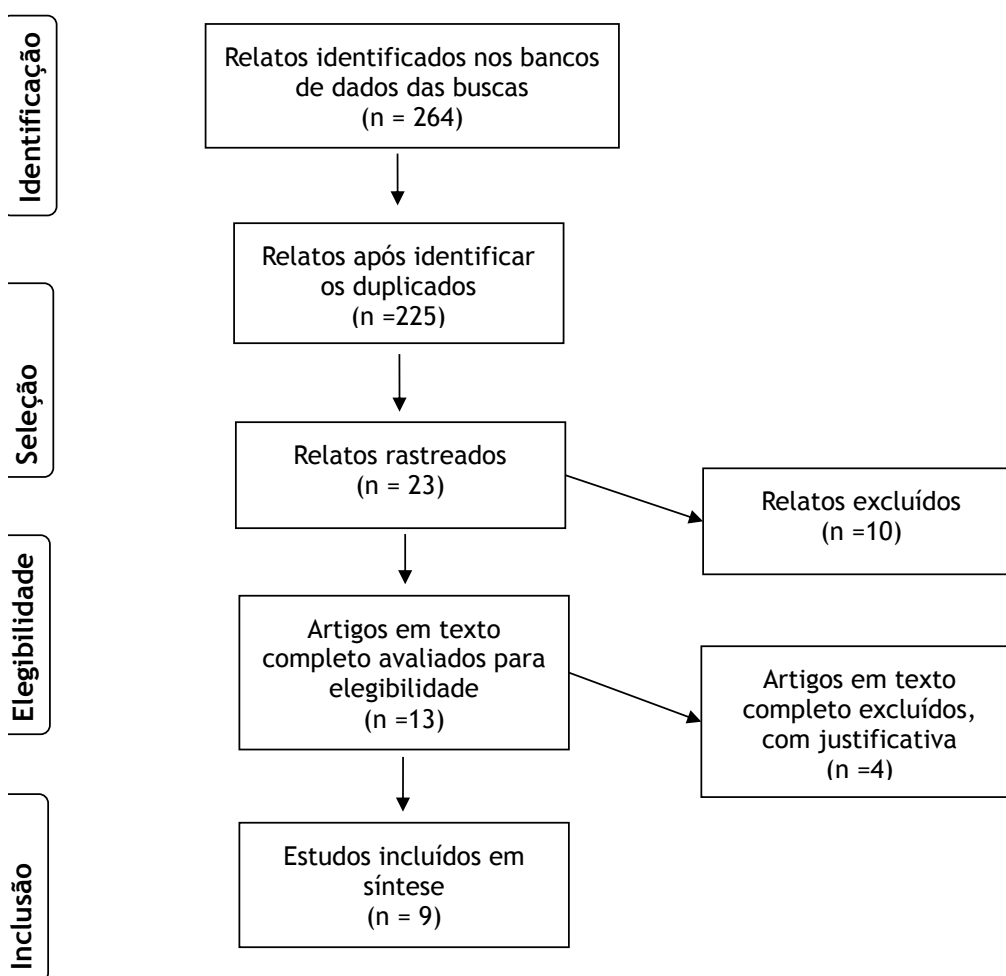 Identificação
Relatos identificados nos bancos
de dados das buscas
(n = 264)
Relatos após identificar
os duplicados
(n =225)
Seleção
Relatos rastreados
(n = 23)
Relatos excluídos
(n =10)
Elegibilidade
Artigos em texto
completo avaliados para
elegibilidade
(n =13)
Artigos em texto
completo excluídos,
com justificativa
(n =4)
Inclusão
Estudos incluídos em
síntese
(n = 9)